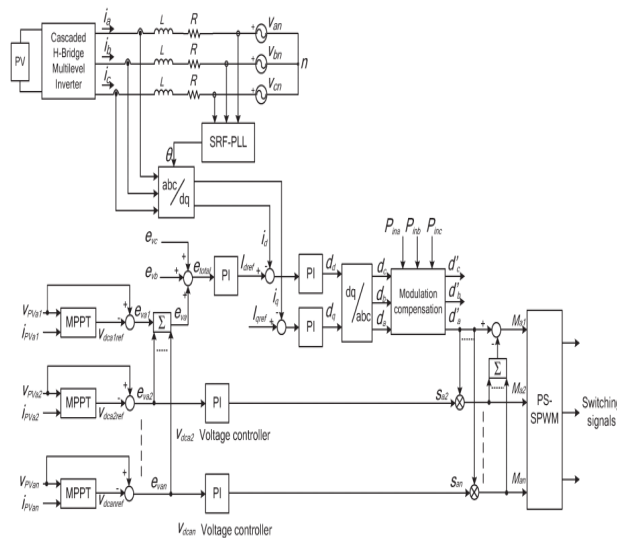 i_a
L
R
v_an
Cascaded
H-Bridge
Multilevel
Inverter
PV
i_b
L
R
v_bn
n
i_c
L
R
v_cn
SRF-PLL
θ
abc/dq
P_ina
P_inb
P_inc
e_vc
e_vb
e_total
PI
I_dref
i_d
PI
d_d
dq/abc
d_c
d_b
d_a
Modulation
compensation
d'_c
d'_b
d'_a
i_q
I_qref
PI
d_q
v_PVa1
i_PVa1
MPPT
v_dca1ref
e_va1
Σ
e_va
Σ
M_a1
v_PVa2
i_PVa2
MPPT
v_dca2ref
e_va2
PI
v_dca2 Voltage controller
s_a2
M_a2
PS-
SPWM
Switching
signals
v_PVan
i_PVan
MPPT
v_dcanref
e_van
PI
v_dcan Voltage controller
s_an
M_an